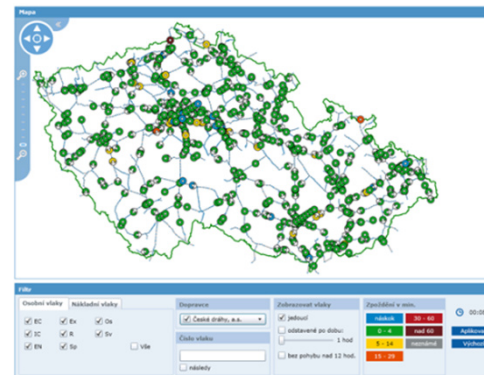 Mapa
Filtr
Osobní vlaky Nákladní vlaky
EC Ex Os
IC R Sv
EN Sp Vše
Dopravce
České dráhy, a.s.
Číslo vlaku
následy
Zobrazovat vlaky
jedoucí
odstavené po dobu:
1 hod
bez pohybu nad 12 hod.
Zpoždění v min.
náskok 30 - 60
0 - 4 nad 60
5 - 14 neznámé
15 - 29